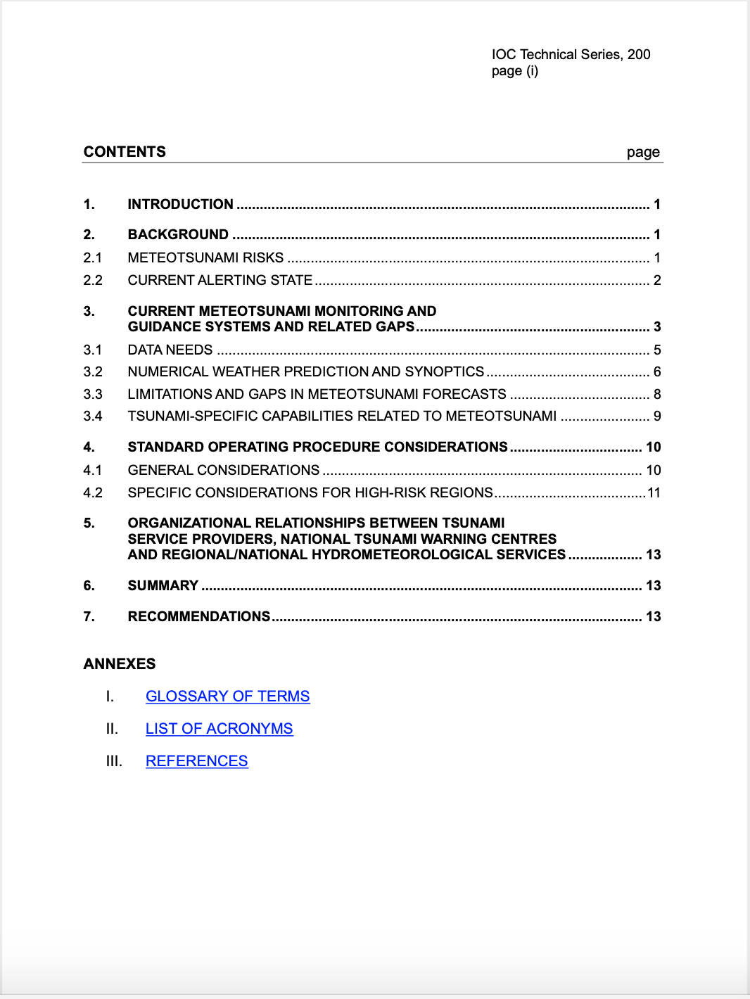 IOC Technical Series, 200
page (i)
CONTENTS page
1. INTRODUCTION ........................................................................................................... 1
2. BACKGROUND ............................................................................................................ 1
2.1 METEOTSUNAMI RISKS ............................................................................................. 1
2.2 CURRENT ALERTING STATE ...................................................................................... 2
3. CURRENT METEOTSUNAMI MONITORING AND
GUIDANCE SYSTEMS AND RELATED GAPS............................................................ 3
3.1 DATA NEEDS ................................................................................................................ 5
3.2 NUMERICAL WEATHER PREDICTION AND SYNOPTICS.......................................... 6
3.3 LIMITATIONS AND GAPS IN METEOTSUNAMI FORECASTS .................................... 8
3.4 TSUNAMI-SPECIFIC CAPABILITIES RELATED TO METEOTSUNAMI ....................... 9
4. STANDARD OPERATING PROCEDURE CONSIDERATIONS .................................. 10
4.1 GENERAL CONSIDERATIONS .................................................................................. 10
4.2 SPECIFIC CONSIDERATIONS FOR HIGH-RISK REGIONS....................................... 11
5. ORGANIZATIONAL RELATIONSHIPS BETWEEN TSUNAMI
SERVICE PROVIDERS, NATIONAL TSUNAMI WARNING CENTRES
AND REGIONAL/NATIONAL HYDROMETEOROLOGICAL SERVICES ................... 13
6. SUMMARY .................................................................................................................. 13
7. RECOMMENDATIONS................................................................................................ 13
ANNEXES
I. GLOSSARY OF TERMS
II. LIST OF ACRONYMS
III. REFERENCES